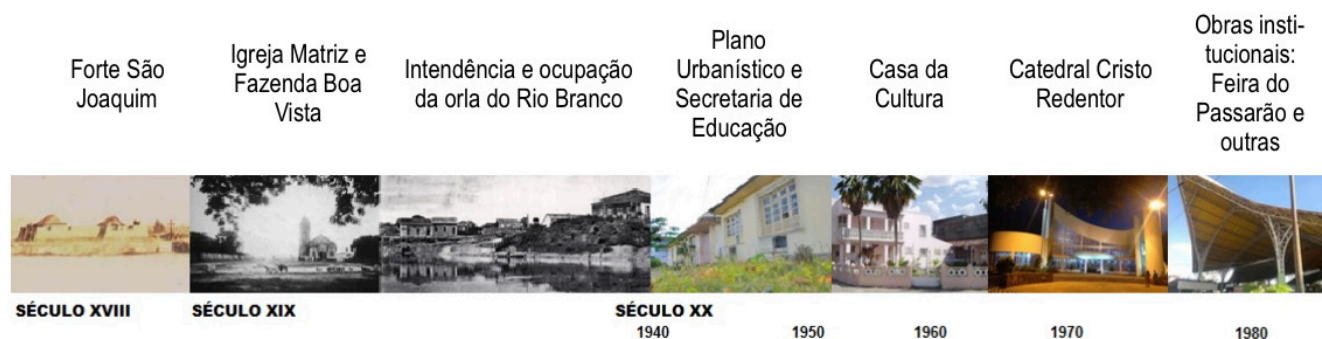 Forte São
Joaquim
Igreja Matriz e
Fazenda Boa
Vista
Intendência e ocupação
da orla do Rio Branco
Plano
Urbanístico e
Secretaria de
Educação
Casa da
Cultura
Catedral Cristo
Redentor
Obras insti-
tucionais:
Feira do
Passarão e
outras
SÉCULO XVIII
SÉCULO XIX
SÉCULO XX
1940
1950
1960
1970
1980